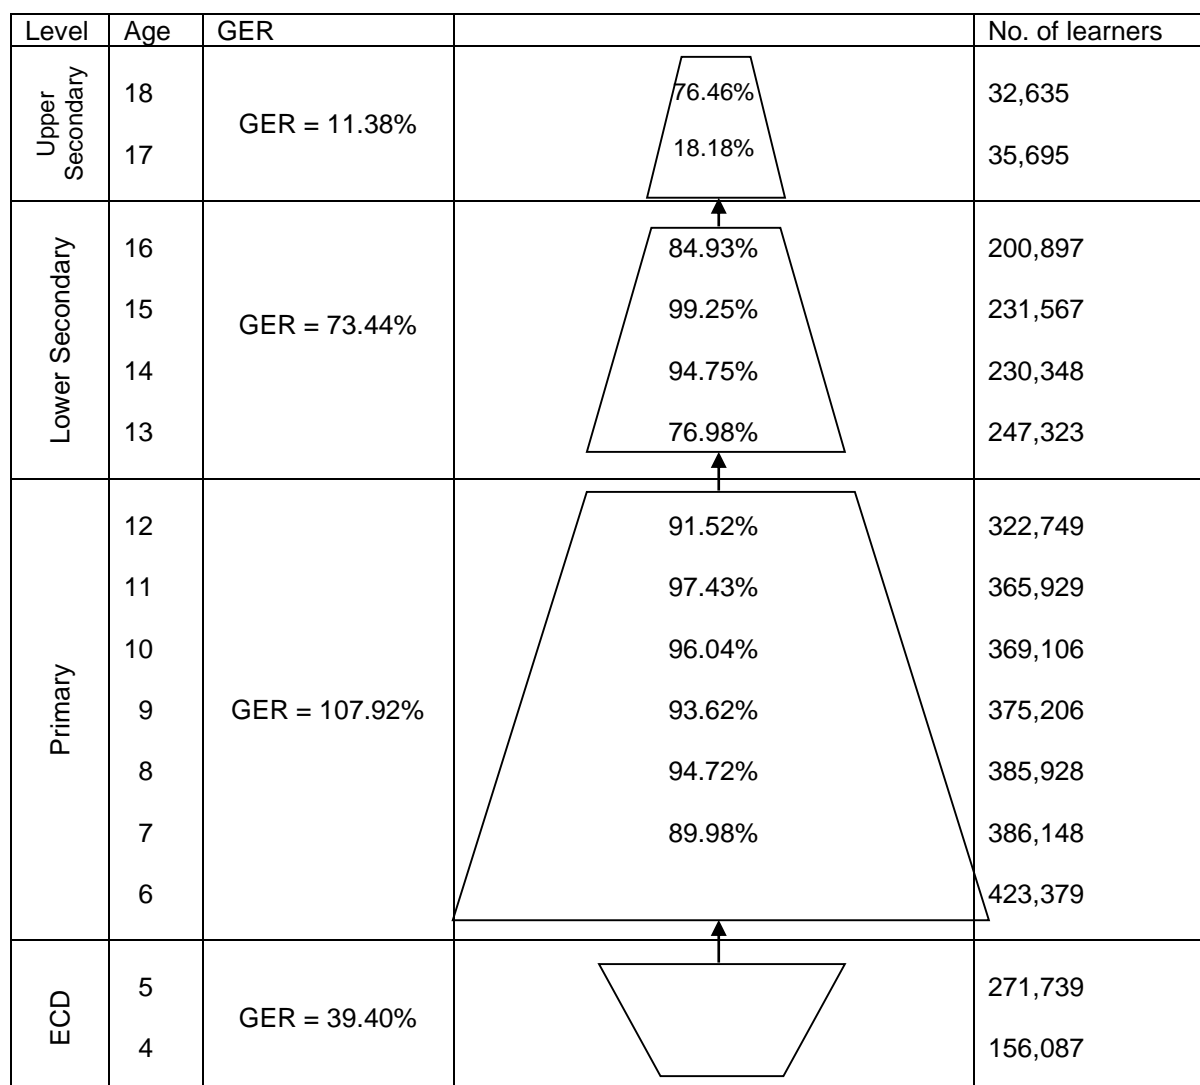 Level Age GER No. of learners
Upper Secondary
18 76.46% 32,635
GER = 11.38%
17 18.18% 35,695
Lower Secondary
16 84.93% 200,897
15 99.25% 231,567
GER = 73.44%
14 94.75% 230,348
13 76.98% 247,323
Primary
12 91.52% 322,749
11 97.43% 365,929
10 96.04% 369,106
9 GER = 107.92% 93.62% 375,206
8 94.72% 385,928
7 89.98% 386,148
6 423,379
ECD
5 271,739
GER = 39.40%
4 156,087